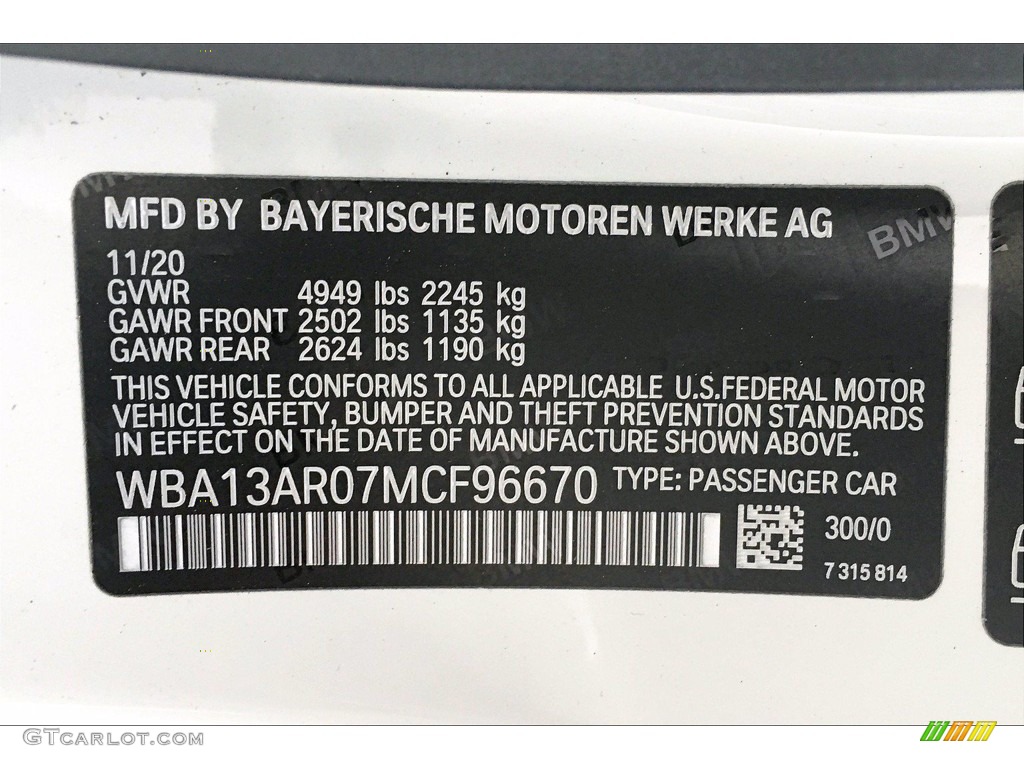 MFD BY BAYERISCHE MOTOREN WERKE AG
BMW
11/20
GVWR 4949 lbs 2245 kg
GAWR FRONT 2502 lbs 1135 kg
GAWR REAR 2624 lbs 1190 kg
THIS VEHICLE CONFORMS TO ALL APPLICABLE U.S.FEDERAL MOTOR
VEHICLE SAFETY, BUMPER AND THEFT PREVENTION STANDARDS
IN EFFECT ON THE DATE OF MANUFACTURE SHOWN ABOVE.
WBA13AR07MCF96670 TYPE: PASSENGER CAR
300/0
7 315 814
GTCARLOT.COM